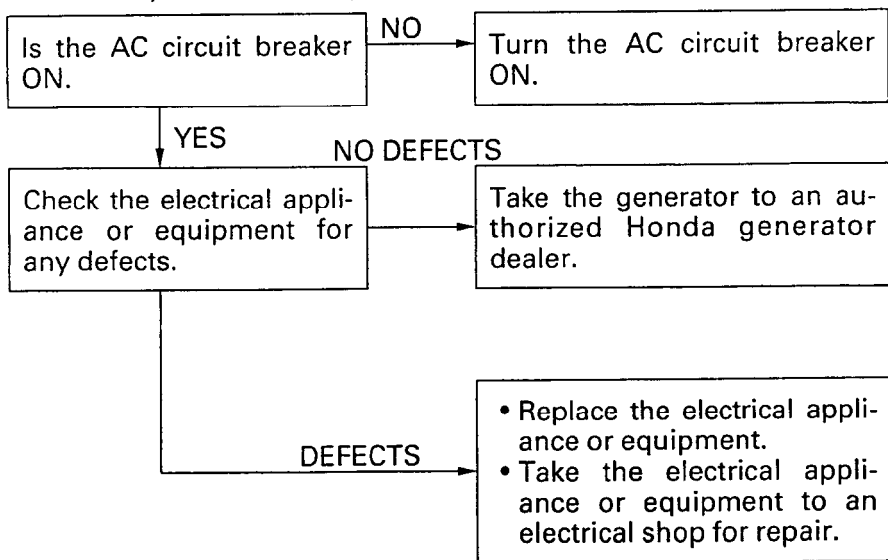 Is the AC circuit breaker
ON.
NO
Turn the AC circuit breaker
ON.
YES
NO DEFECTS
Check the electrical appli-
ance or equipment for
any defects.
Take the generator to an au-
thorized Honda generator
dealer.
DEFECTS
• Replace the electrical appli-
ance or equipment.
• Take the electrical appli-
ance or equipment to an
electrical shop for repair.